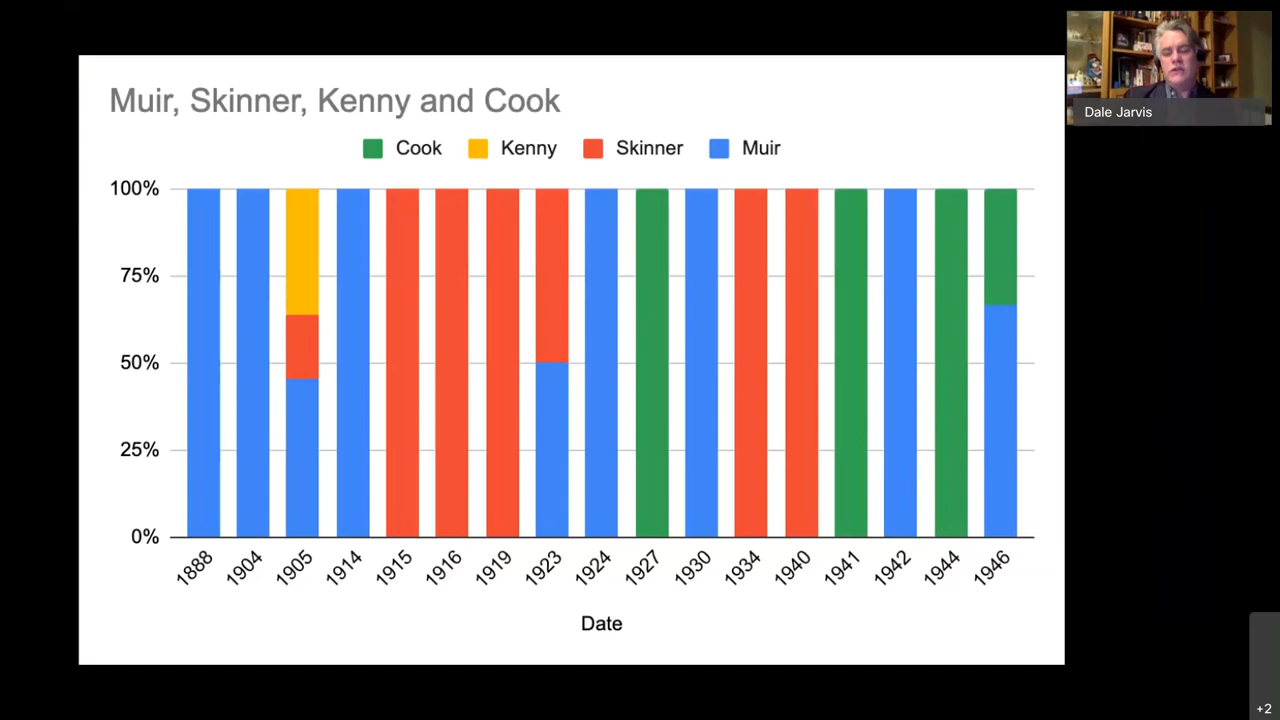 Muir, Skinner, Kenny and Cook
Cook Kenny Skinner Muir
100%
75%
50%
25%
0%
1888 1904 1905 1914 1915 1916 1919 1923 1924 1927 1930 1934 1940 1941 1942 1944 1946
Date
Dale Jarvis
+2